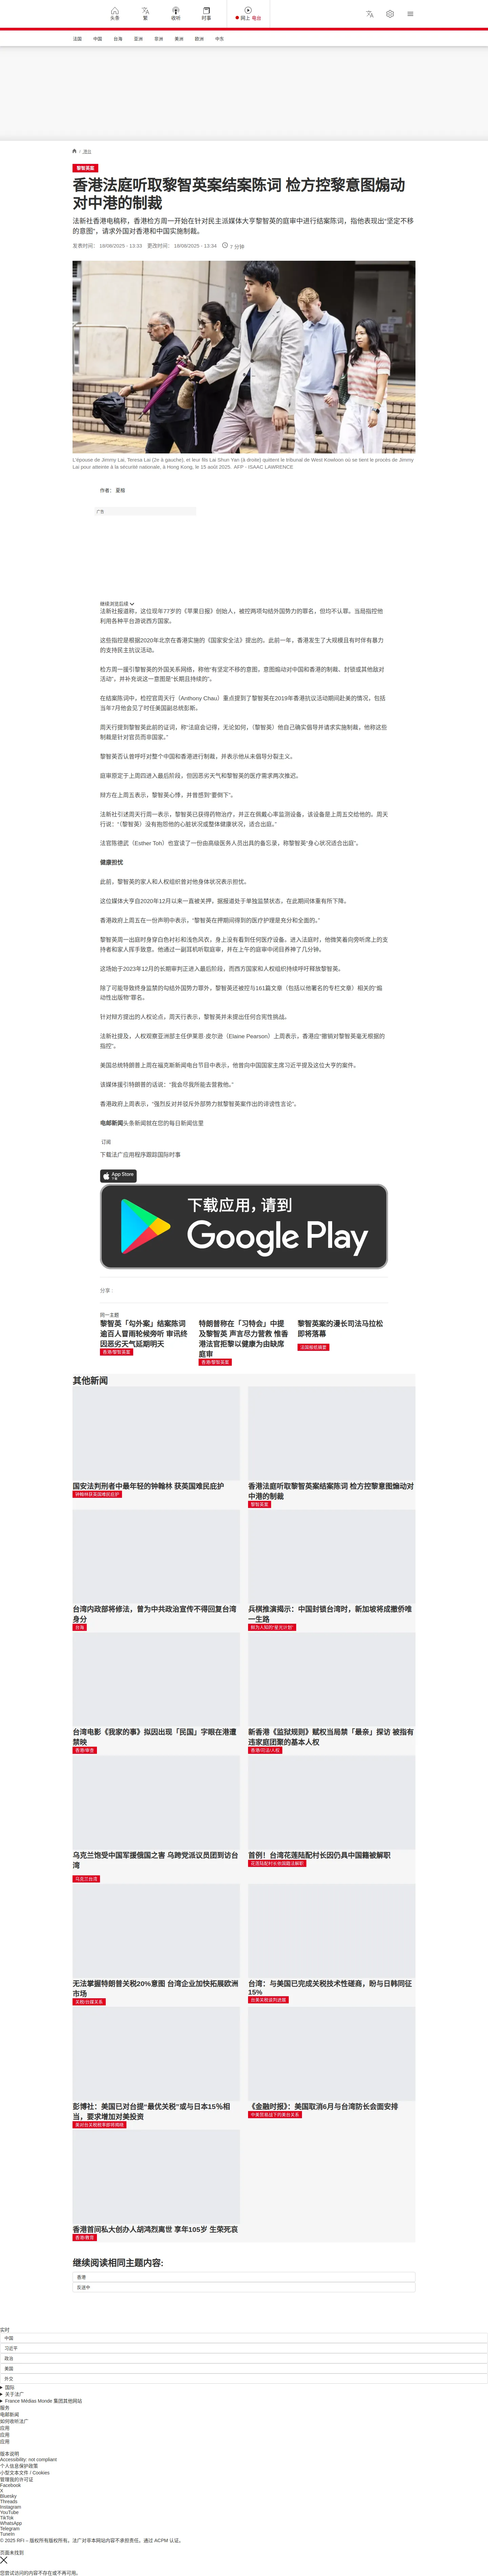 头条
繁
收听
时事
网上 电台
法国
中国
台海
亚洲
非洲
美洲
欧洲
中东
/ 港台
黎智英案
香港法庭听取黎智英案结案陈词 检方控黎意图煽动对中港的制裁
法新社香港电稿称，香港检方周一开始在针对民主派媒体大亨黎智英的庭审中进行结案陈词，指他表现出“坚定不移的意图”，请求外国对香港和中国实施制裁。
发表时间： 18/08/2025 - 13:33 更改时间： 18/08/2025 - 13:34 7 分钟
L'épouse de Jimmy Lai, Teresa Lai (2e à gauche), et leur fils Lai Shun Yan (à droite) quittent le tribunal de West Kowloon où se tient le procès de Jimmy Lai pour atteinte à la sécurité nationale, à Hong Kong, le 15 août 2025. AFP - ISAAC LAWRENCE
作者： 夏榕
广告
继续浏览后续
法新社报道称，这位现年77岁的《苹果日报》创始人，被控两项勾结外国势力的罪名，但均不认罪。当局指控他利用各种平台游说西方国家。
这些指控是根据2020年北京在香港实施的《国家安全法》提出的。此前一年，香港发生了大规模且有时伴有暴力的支持民主抗议活动。
检方周一援引黎智英的外国关系网络，称他“有坚定不移的意图，意图煽动对中国和香港的制裁、封锁或其他敌对活动”，并补充说这一意图是“长期且持续的”。
在结案陈词中，检控官周天行（Anthony Chau）重点提到了黎智英在2019年香港抗议活动期间赴美的情况，包括当年7月他会见了时任美国副总统彭斯。
周天行提到黎智英此前的证词，称“法庭会记得，无论如何，（黎智英）他自己确实倡导并请求实施制裁，他称这些制裁是针对官员而非国家。”
黎智英否认曾呼吁对整个中国和香港进行制裁，并表示他从未倡导分裂主义。
庭审原定于上周四进入最后阶段，但因恶劣天气和黎智英的医疗需求两次推迟。
辩方在上周五表示，黎智英心悸，并曾感到“要倒下”。
法新社引述周天行周一表示，黎智英已获得药物治疗，并正在佩戴心率监测设备，该设备是上周五交给他的。周天行说：“（黎智英）没有抱怨他的心脏状况或整体健康状况，适合出庭。”
法官陈德武（Esther Toh）也宣读了一份由高级医务人员出具的备忘录，称黎智英“身心状况适合出庭”。
健康担忧
此前，黎智英的家人和人权组织曾对他身体状况表示担忧。
这位媒体大亨自2020年12月以来一直被关押，据报道处于单独监禁状态，在此期间体重有所下降。
香港政府上周五在一份声明中表示，“黎智英在押期间得到的医疗护理是充分和全面的。”
黎智英周一出庭时身穿白色衬衫和浅色风衣，身上没有看到任何医疗设备。进入法庭时，他微笑着向旁听席上的支持者和家人挥手致意。他通过一副耳机听取庭审，并在上午的庭审中闭目养神了几分钟。
这场始于2023年12月的长期审判正进入最后阶段，而西方国家和人权组织持续呼吁释放黎智英。
除了可能导致终身监禁的勾结外国势力罪外，黎智英还被控与161篇文章（包括以他署名的专栏文章）相关的“煽动性出版物”罪名。
针对辩方提出的人权论点，周天行表示，黎智英并未提出任何合宪性挑战。
法新社提及，人权观察亚洲部主任伊莱恩·皮尔逊（Elaine Pearson）上周表示，香港应“撤销对黎智英毫无根据的指控”。
美国总统特朗普上周在福克斯新闻电台节目中表示，他曾向中国国家主席习近平提及这位大亨的案件。
该媒体援引特朗普的话说：“我会尽我所能去营救他。”
香港政府上周表示，“强烈反对并驳斥外部势力就黎智英案作出的诽谤性言论”。
电邮新闻头条新闻就在您的每日新闻信里
订阅
下载法广应用程序跟踪国际时事
App Store 下载
下载应用，请到
Google Play
分享：
同一主题
黎智英「勾外案」结案陈词 逾百人冒雨轮候旁听 审讯终因恶劣天气延期明天
香港/黎智英案
特朗普称在「习特会」中提及黎智英 声言尽力营救 惟香港法官拒黎以健康为由缺席庭审
香港/黎智英案
黎智英案的漫长司法马拉松即将落幕
法国报纸摘要
其他新闻
国安法判刑者中最年轻的钟翰林 获英国难民庇护
钟翰林获英国难民庇护
香港法庭听取黎智英案结案陈词 检方控黎意图煽动对中港的制裁
黎智英案
台湾内政部将修法，曾为中共政治宣传不得回复台湾身分
台海
兵棋推演揭示：中国封锁台湾时，新加坡将成撤侨唯一生路
台湾电影《我家的事》拟因出现「民国」字眼在港遭禁映
香港/审查
新香港《监狱规则》赋权当局禁「最亲」探访 被指有违家庭团聚的基本人权
香港/司法/人权
乌克兰饱受中国军援俄国之害 乌跨党派议员团到访台湾
乌克兰台湾
首例！台湾花莲陆配村长因仍具中国籍被解职
无法掌握特朗普关税20%意图 台湾企业加快拓展欧洲市场
关税/台捷关系
台湾：与美国已完成关税技术性磋商，盼与日韩同征15%
台美关税谈判进展
彭博社：美国已对台提“最优关税”或与日本15％相当，要求增加对美投资
《金融时报》：美国取消6月与台湾防长会面安排
中美贸易战下的美台关系
香港首间私大创办人胡鸿烈离世 享年105岁 生荣死哀
香港/教育
继续阅读相同主题内容:
香港
反送中
实时
中国
习近平
政治
美国
外交
国际
关于法广
France Médias Monde 集团其他网站
服务
电邮新闻
如何收听法广
应用
应用
应用
版本说明
Accessibility: not compliant
个人信息保护政策
小型文本文件 / Cookies
管理我的许可证
Facebook
X
Bluesky
Threads
Instagram
YouTube
TikTok
WhatsApp
Telegram
TuneIn
© 2025 RFI – 版权所有版权所有。法广对非本网站内容不承担责任。通过 ACPM 认证。
页面未找到
您尝试访问的内容不存在或不再可用。